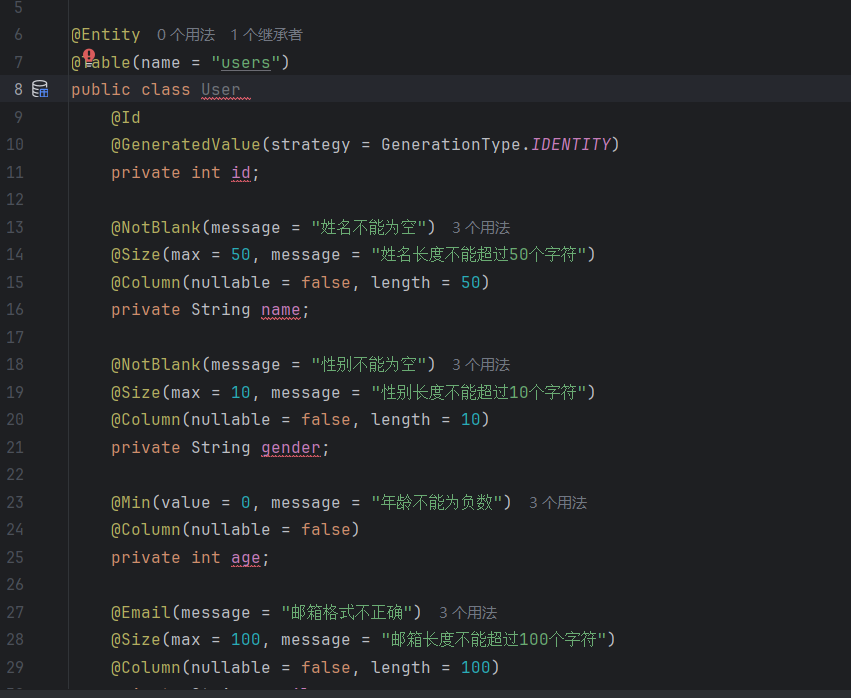 5
6 @Entity 0 个用法 1 个继承者
7 @Table(name = "users")
8 public class User
9 @Id
10 @GeneratedValue(strategy = GenerationType.IDENTITY)
11 private int id;
12
13 @NotBlank(message = "姓名不能为空") 3 个用法
14 @Size(max = 50, message = "姓名长度不能超过50个字符")
15 @Column(nullable = false, length = 50)
16 private String name;
17
18 @NotBlank(message = "性别不能为空") 3 个用法
19 @Size(max = 10, message = "性别长度不能超过10个字符")
20 @Column(nullable = false, length = 10)
21 private String gender;
22
23 @Min(value = 0, message = "年龄不能为负数") 3 个用法
24 @Column(nullable = false)
25 private int age;
26
27 @Email(message = "邮箱格式不正确") 3 个用法
28 @Size(max = 100, message = "邮箱长度不能超过100个字符")
29 @Column(nullable = false, length = 100)